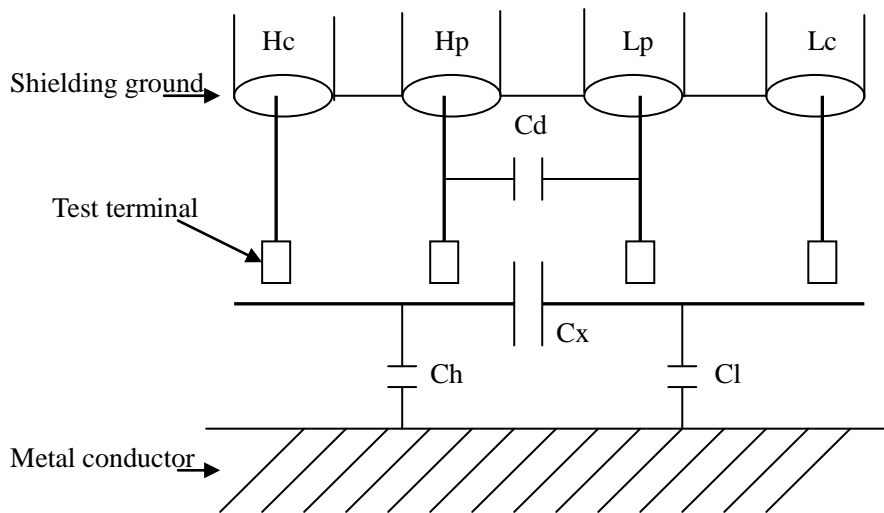 Hc Hp Lp Lc
Shielding ground
Cd
Test terminal
Cx
Ch Cl
Metal conductor